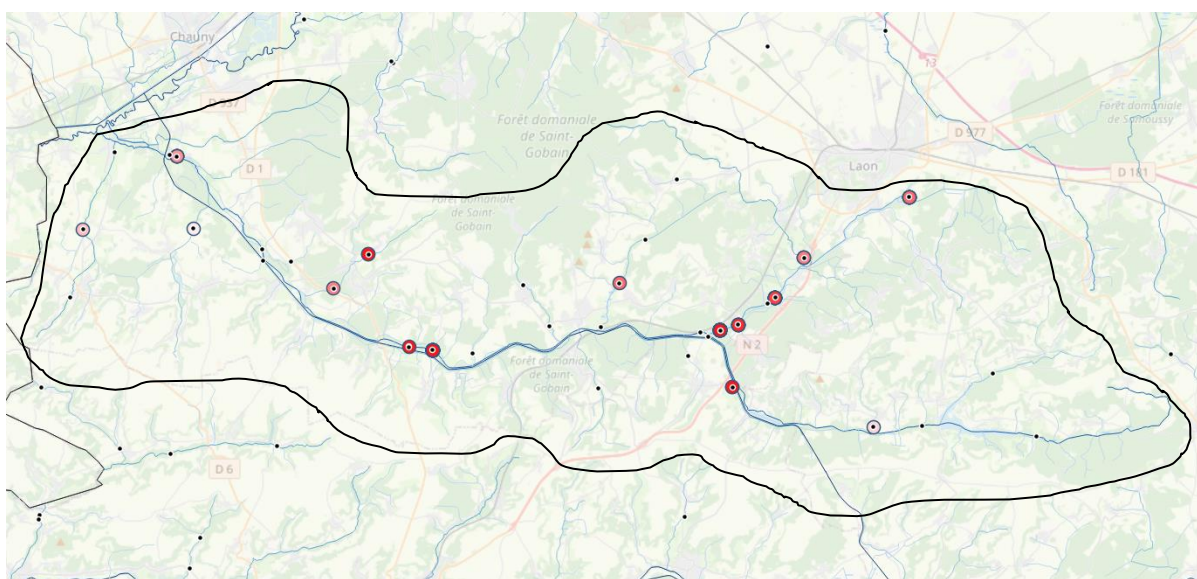 Chauny
13
D 937
Forêt domaniale
de Samoussy
Forêt domaniale
de Saint-
Gobain
D 977
D 1
Laon
D 181
Forêt domaniale
de Saint-
Gobain
N 2
Forêt domaniale
de Saint-
Gobain
D 6